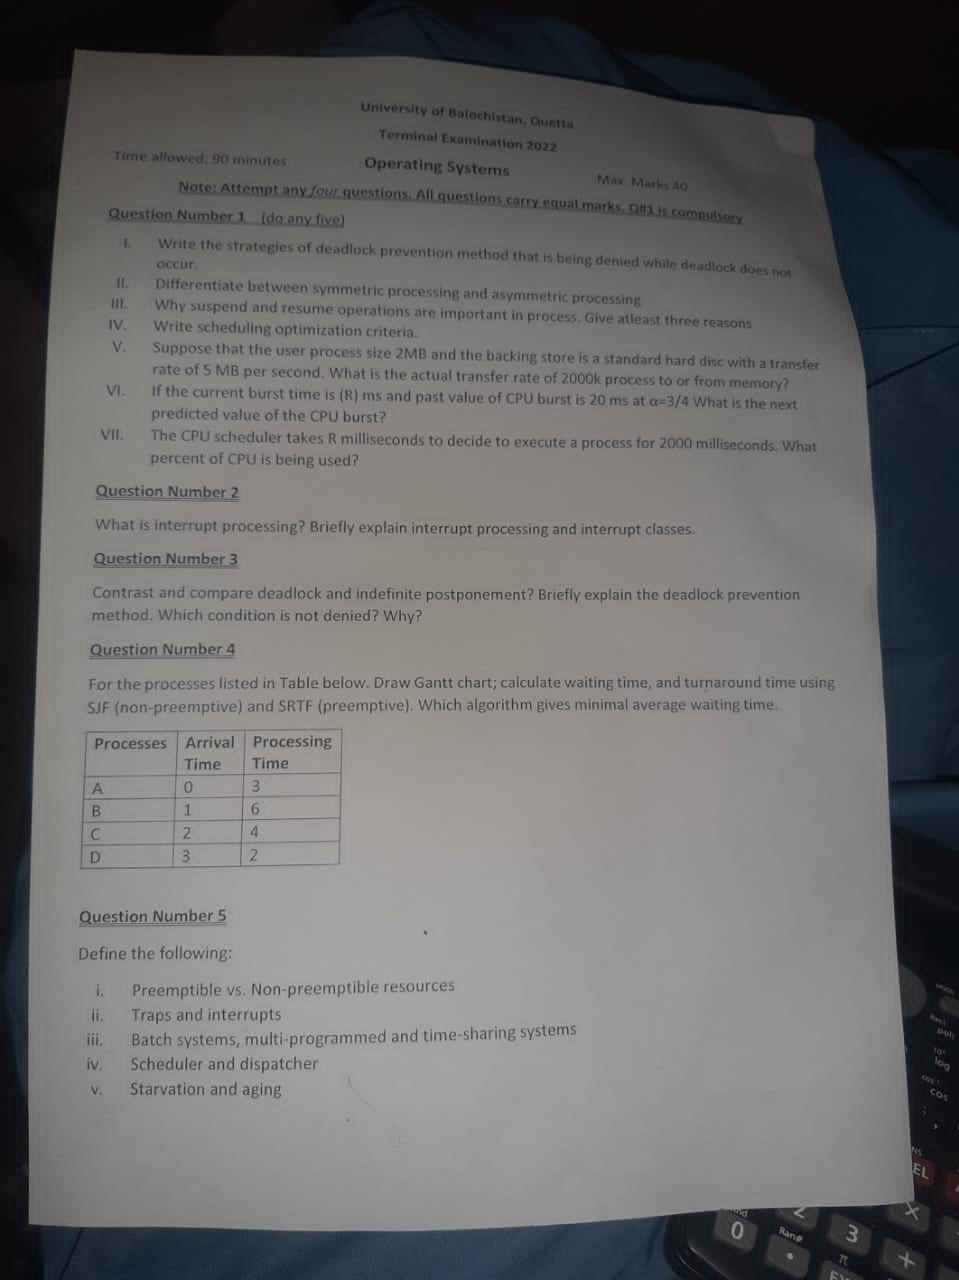 University of Balochistan, Quetta
Terminal Examination 2022
Time allowed: 90 minutes
Operating Systems
Max Marks 40
Note: Attempt any four questions. All questions carry equal marks. Q#1 is compulsory
Question Number 1 (do any five)
I. Write the strategies of deadlock prevention method that is being denied while deadlock does not
occur.
II. Differentiate between symmetric processing and asymmetric processing
III. Why suspend and resume operations are important in process. Give atleast three reasons
IV. Write scheduling optimization criteria.
V. Suppose that the user process size 2MB and the backing store is a standard hard disc with a transfer
rate of 5 MB per second. What is the actual transfer rate of 2000k process to or from memory?
VI. If the current burst time is (R) ms and past value of CPU burst is 20 ms at α=3/4 What is the next
predicted value of the CPU burst?
VII. The CPU scheduler takes R milliseconds to decide to execute a process for 2000 milliseconds. What
percent of CPU is being used?
Question Number 2
What is interrupt processing? Briefly explain interrupt processing and interrupt classes.
Question Number 3
Contrast and compare deadlock and indefinite postponement? Briefly explain the deadlock prevention
method. Which condition is not denied? Why?
Question Number 4
For the processes listed in Table below. Draw Gantt chart; calculate waiting time, and turnaround time using
SJF (non-preemptive) and SRTF (preemptive). Which algorithm gives minimal average waiting time.
Processes Arrival Time Processing Time
A 0 3
B 1 6
C 2 4
D 3 2
Question Number 5
Define the following:
i. Preemptible vs. Non-preemptible resources
ii. Traps and interrupts
iii. Batch systems, multi-programmed and time-sharing systems
iv. Scheduler and dispatcher
v. Starvation and aging
log
cos
EL
0
Ran#
3
π
×
+